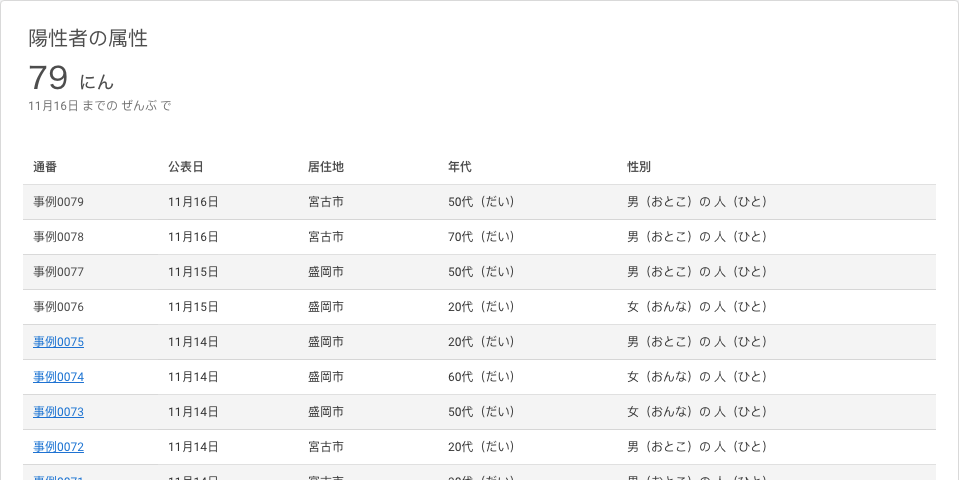 陽性者の属性
79 にん
11月16日 までの ぜんぶ で
通番 公表日 居住地 年代 性別
事例0079 11月16日 宮古市 50代（だい） 男（おとこ）の 人（ひと）
事例0078 11月16日 宮古市 70代（だい） 男（おとこ）の 人（ひと）
事例0077 11月15日 盛岡市 50代（だい） 男（おとこ）の 人（ひと）
事例0076 11月15日 盛岡市 20代（だい） 女（おんな）の 人（ひと）
事例0075 11月14日 盛岡市 20代（だい） 男（おとこ）の 人（ひと）
事例0074 11月14日 盛岡市 60代（だい） 女（おんな）の 人（ひと）
事例0073 11月14日 盛岡市 50代（だい） 女（おんな）の 人（ひと）
事例0072 11月14日 宮古市 20代（だい） 男（おとこ）の 人（ひと）